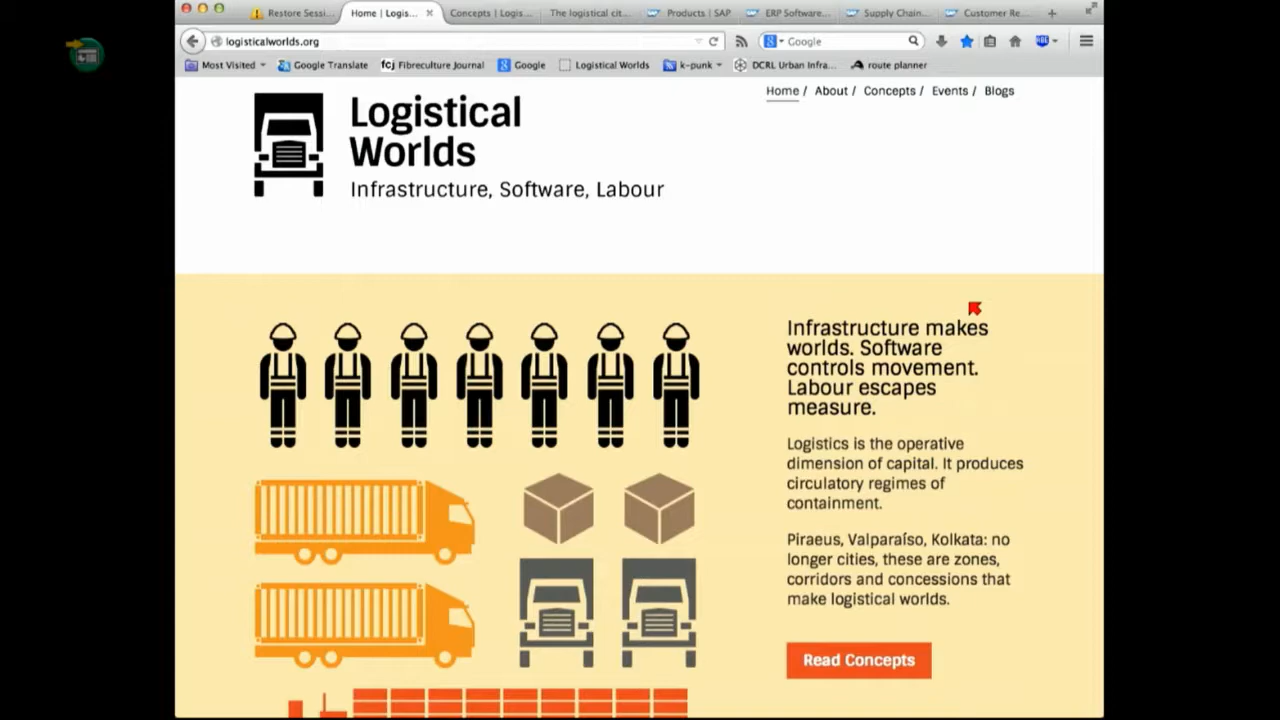 Restore Sessi...
Home | Logis...
Concepts | Logis...
The logistical cit...
Products | SAP
ERP Software...
Supply Chain...
Customer Re...
logisticalworlds.org
Google
Most Visited
Google Translate
fcj Fibreculture Journal
Google
Logistical Worlds
k-punk
DCRL Urban Infra...
route planner
Home / About / Concepts / Events / Blogs
Logistical
Worlds
Infrastructure, Software, Labour
Infrastructure makes
worlds. Software
controls movement.
Labour escapes
measure.
Logistics is the operative
dimension of capital. It produces
circulatory regimes of
containment.
Piraeus, Valparaíso, Kolkata: no
longer cities, these are zones,
corridors and concessions that
make logistical worlds.
Read Concepts